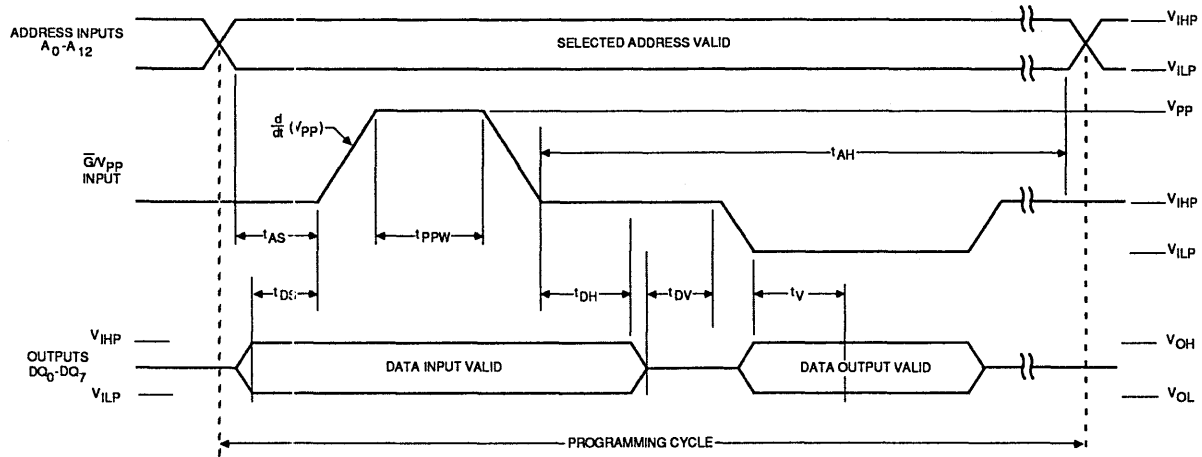 ADDRESS INPUTS
A0-A12
SELECTED ADDRESS VALID
VIHP
VILP
d/dt (VPP)
VPP
G̅/VPP
INPUT
tAH
VIHP
tAS
tPPW
VILP
tDS
tDH
tDV
tV
VIHP
VOH
OUTPUTS
DQ0-DQ7
DATA INPUT VALID
DATA OUTPUT VALID
VILP
VOL
PROGRAMMING CYCLE